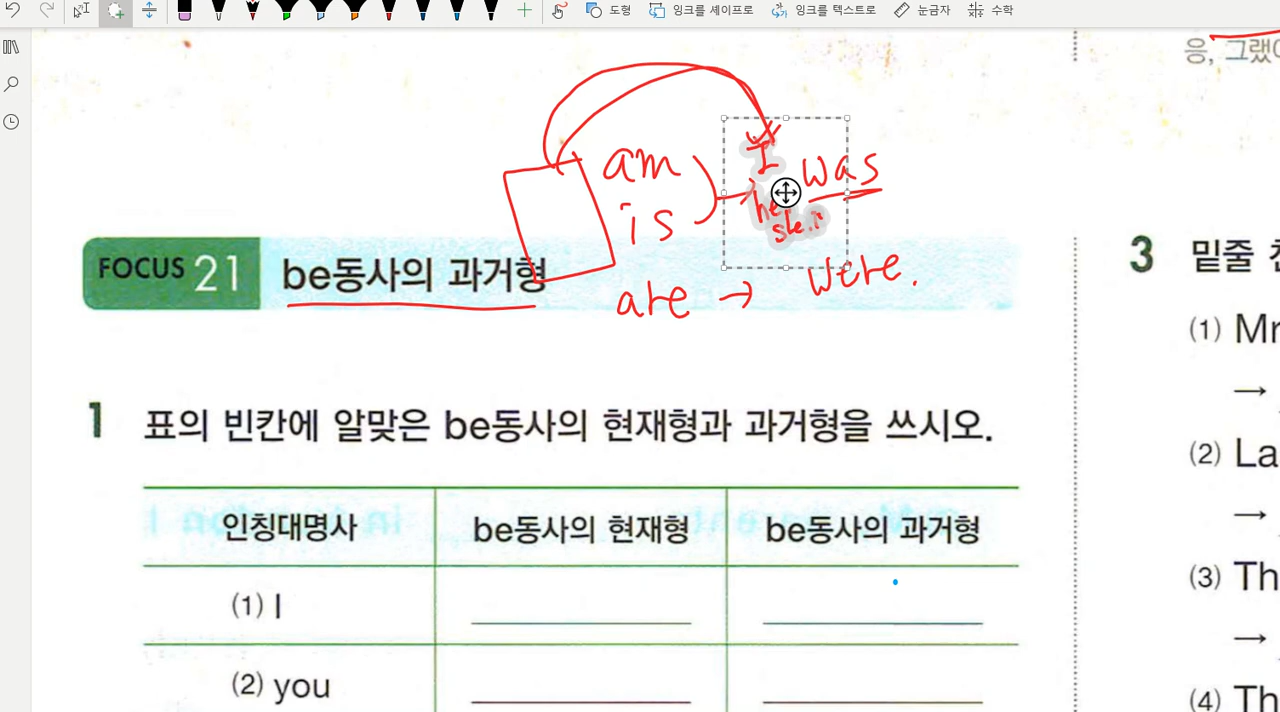 도형 잉크를 셰이프로 잉크를 텍스트로 눈금자 수학
응, 그랬어
am
is
I
he
was
are → were.
FOCUS 21 be동사의 과거형
1 표의 빈칸에 알맞은 be동사의 현재형과 과거형을 쓰시오.
인칭대명사 be동사의 현재형 be동사의 과거형
(1) I
(2) you
3 밑줄 친
(1) Mr
→
(2) La
→
(3) Th
→
(4) Th